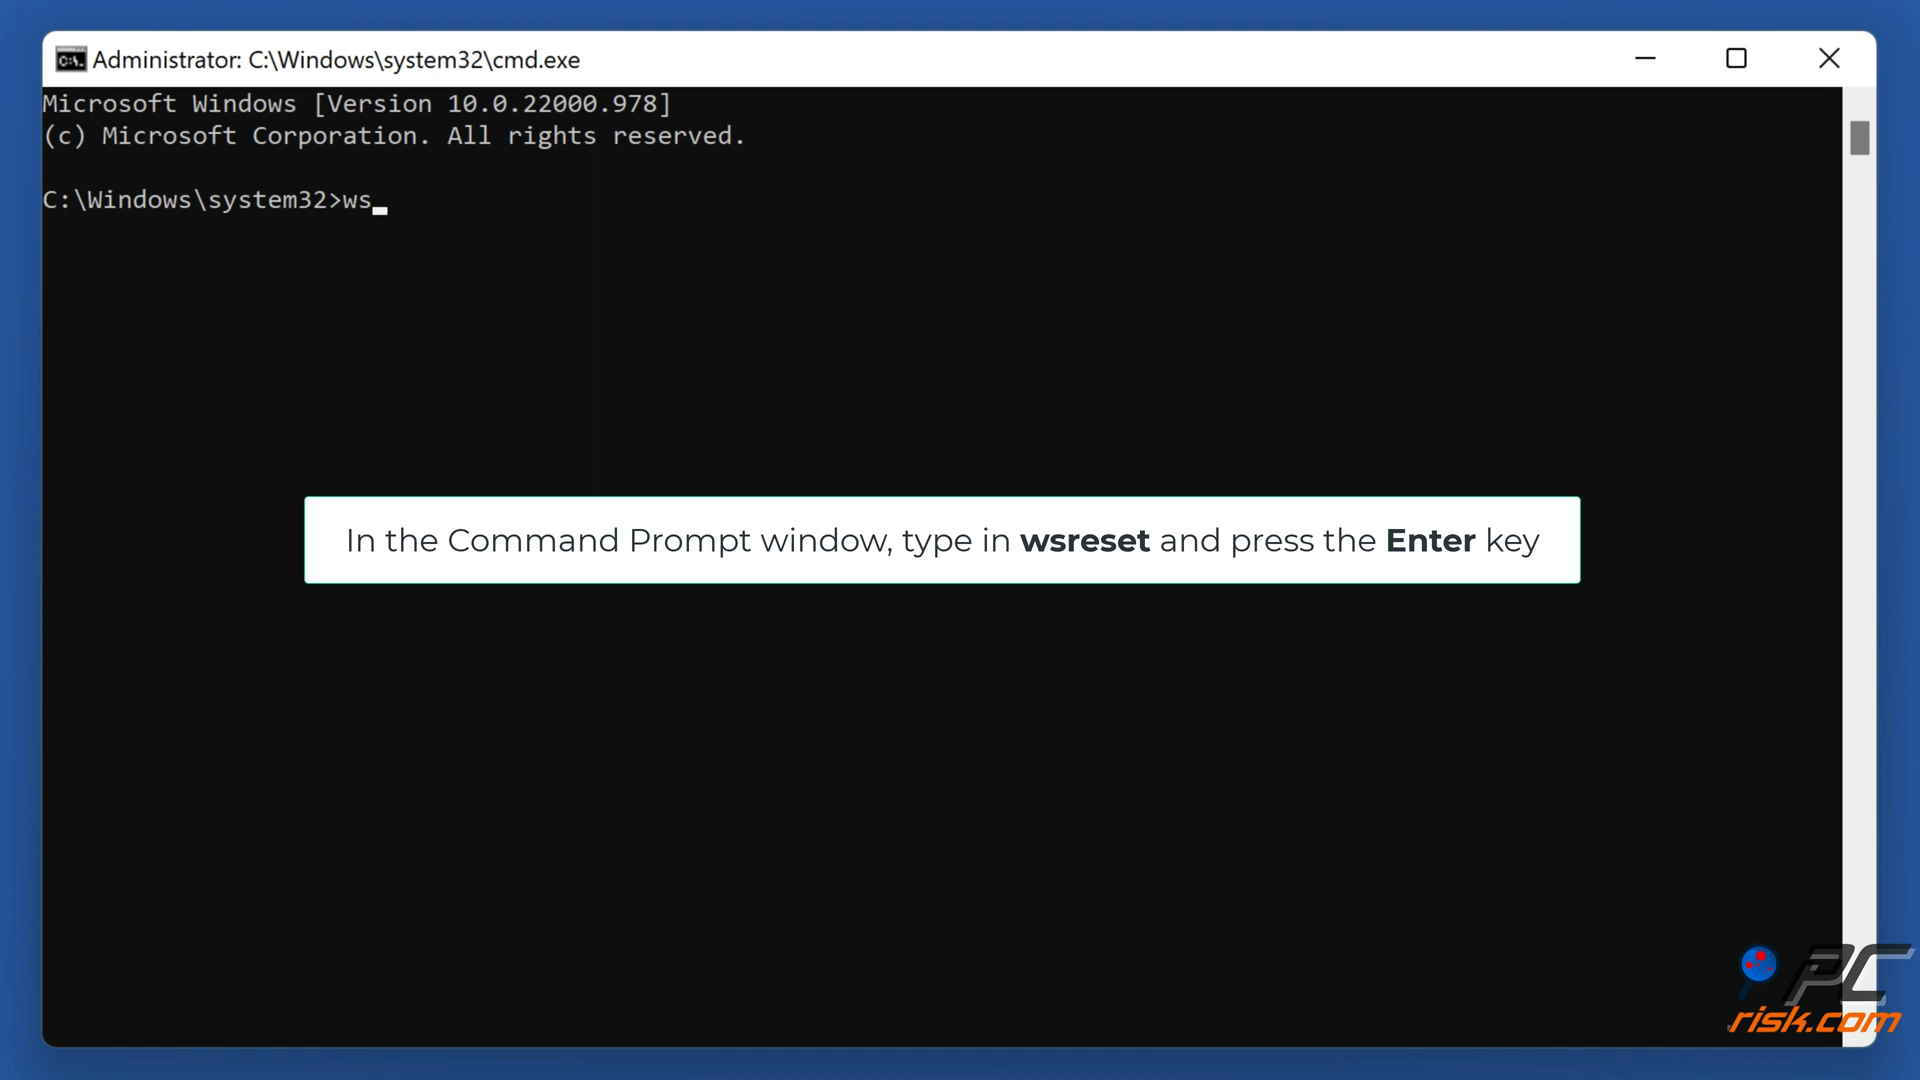 Administrator: C:\Windows\system32\cmd.exe
Microsoft Windows [Version 10.0.22000.978]
(c) Microsoft Corporation. All rights reserved.
C:\Windows\system32>ws_
In the Command Prompt window, type in wsreset and press the Enter key
PC
risk.com